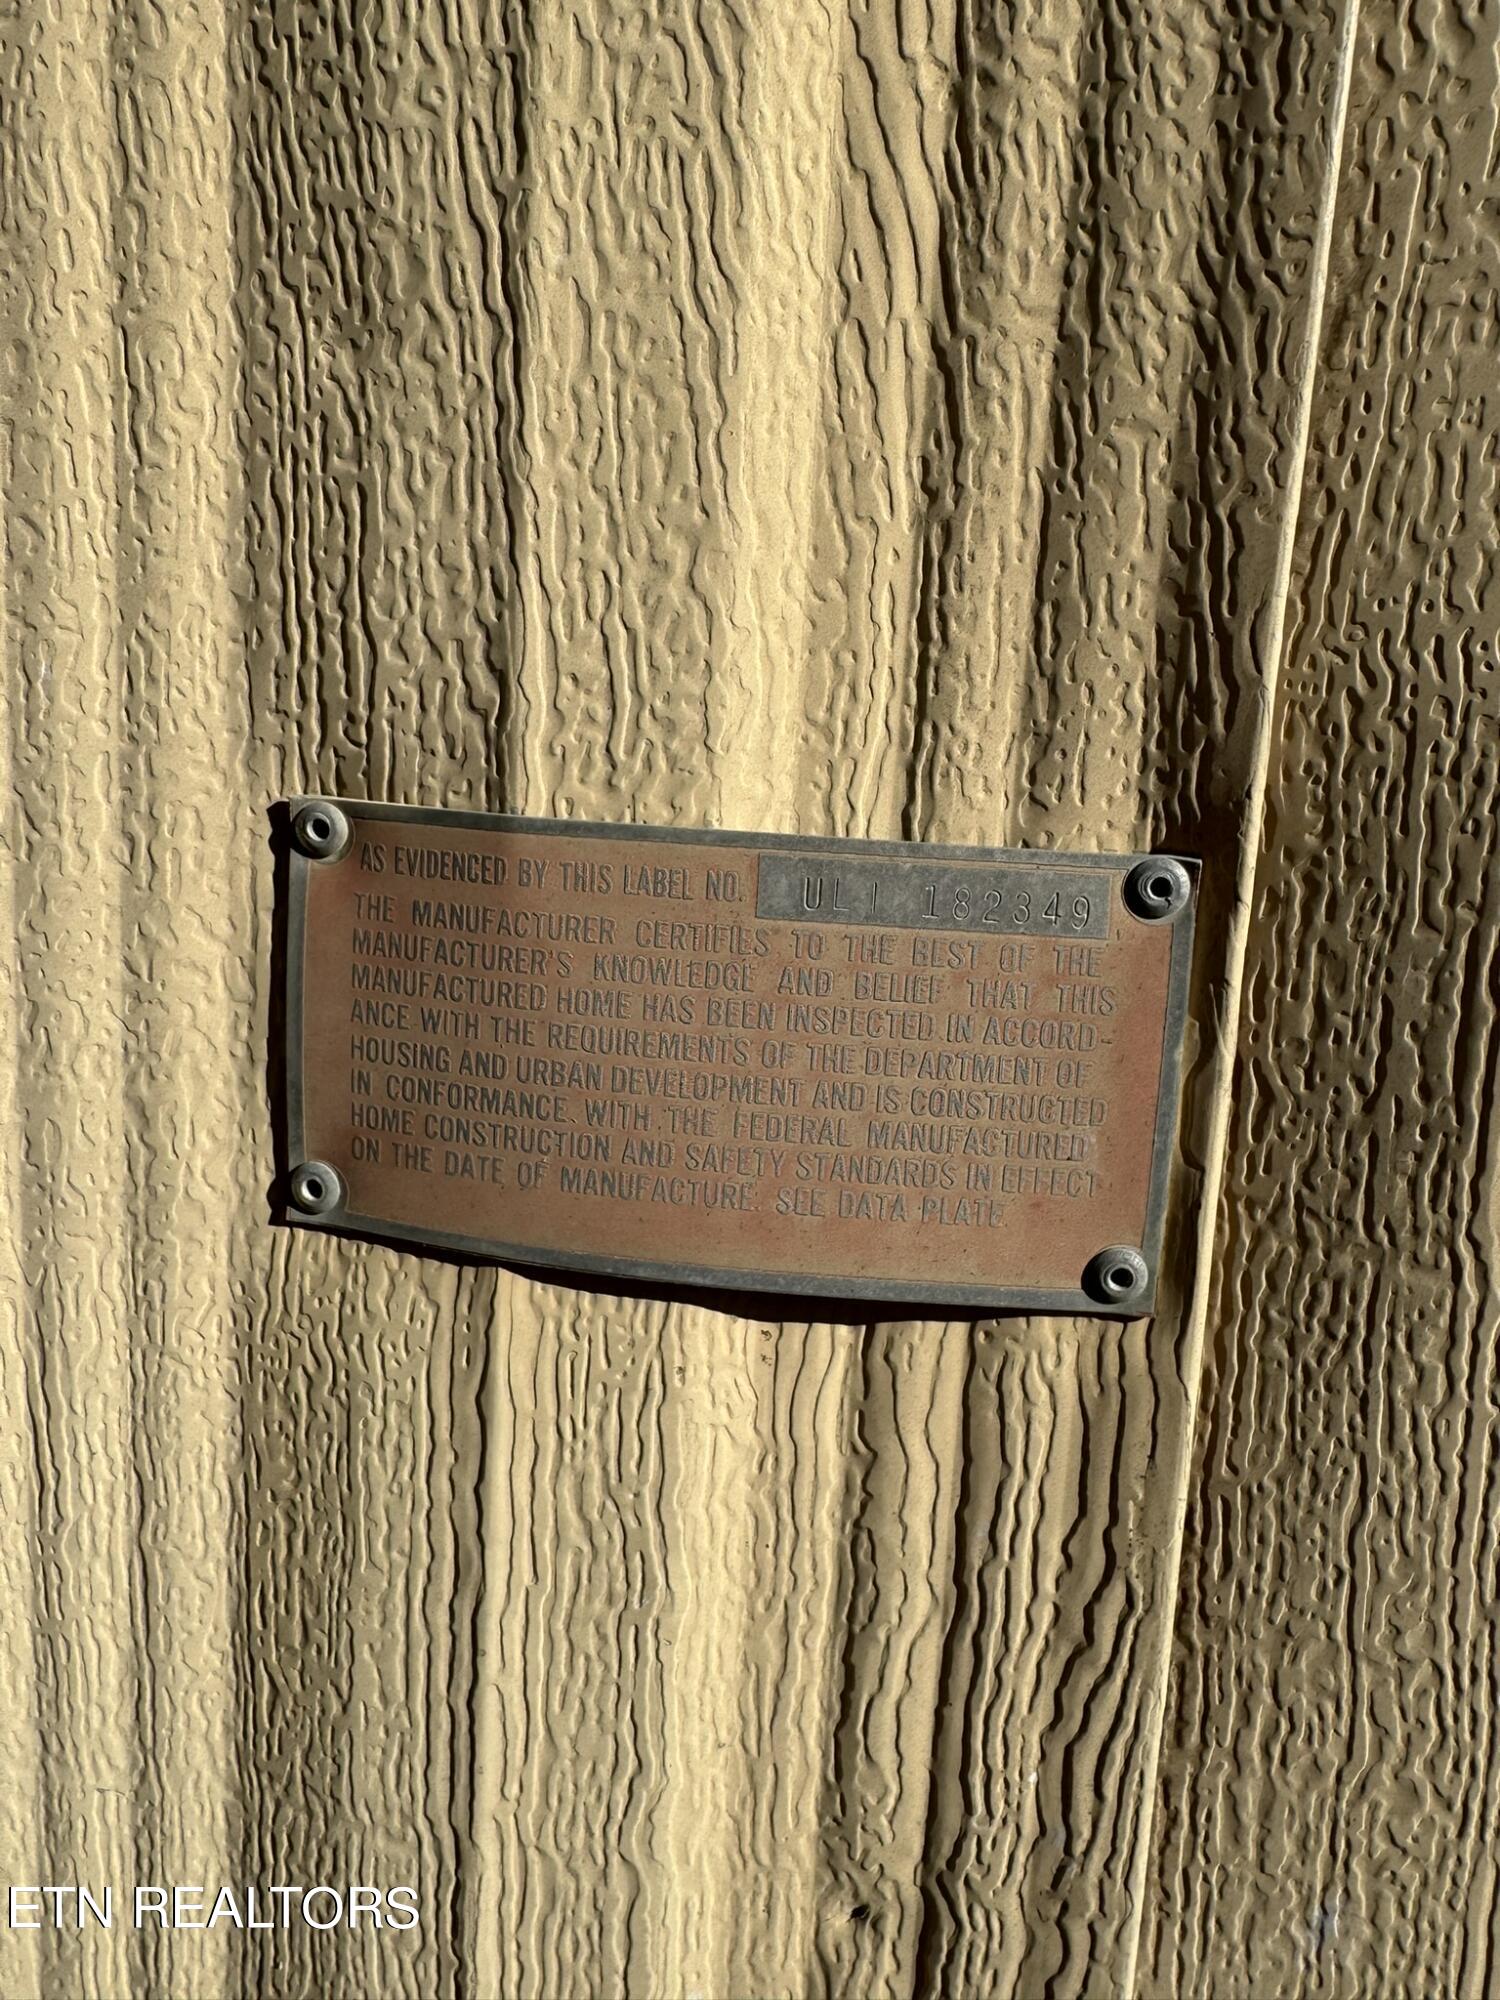 AS EVIDENCED BY THIS LABEL NO. ULI 182349
THE MANUFACTURER CERTIFIES TO THE BEST OF THE
MANUFACTURER'S KNOWLEDGE AND BELIEF THAT THIS
MANUFACTURED HOME HAS BEEN INSPECTED IN ACCORD-
ANCE WITH THE REQUIREMENTS OF THE DEPARTMENT OF
HOUSING AND URBAN DEVELOPMENT AND IS CONSTRUCTED
IN CONFORMANCE WITH THE FEDERAL MANUFACTURED
HOME CONSTRUCTION AND SAFETY STANDARDS IN EFFECT
ON THE DATE OF MANUFACTURE. SEE DATA PLATE.
ETN REALTORS